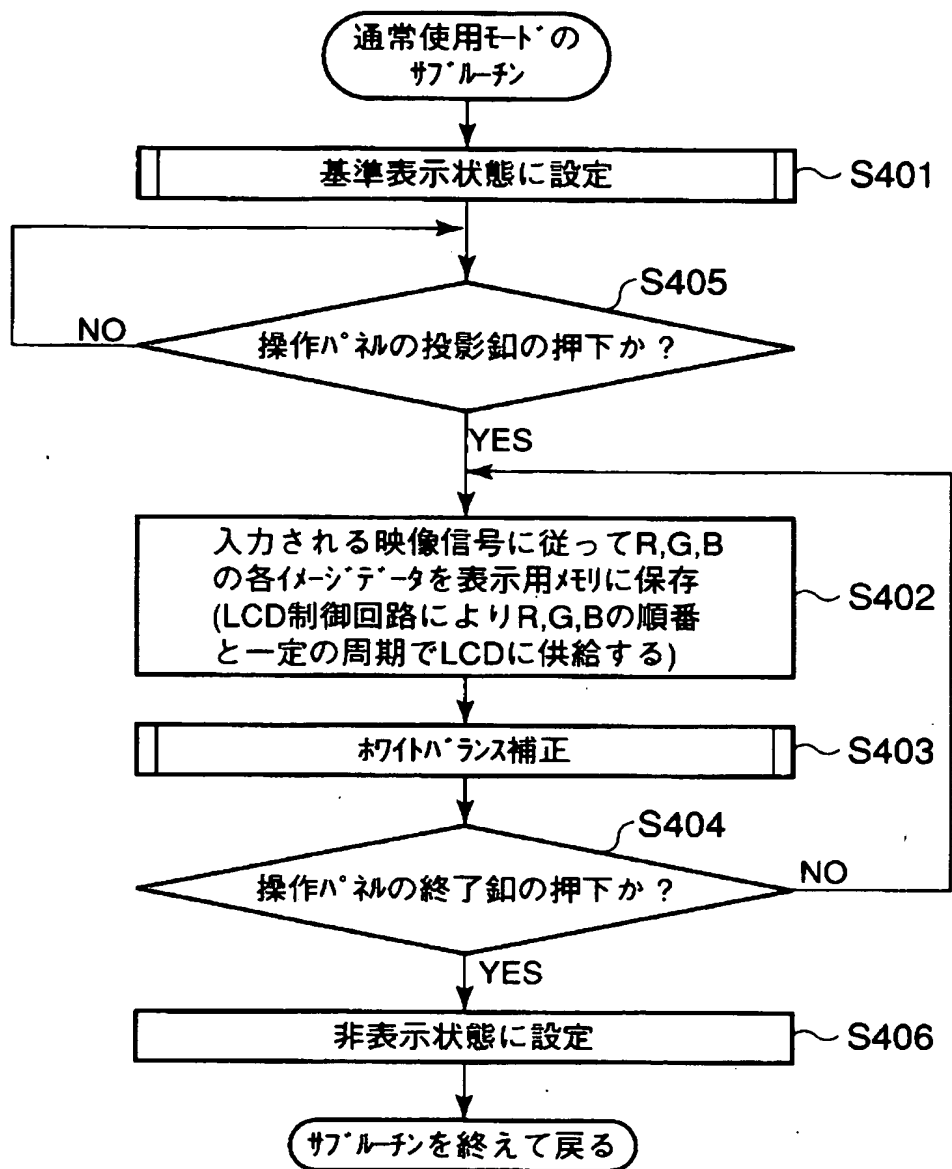 通常使用ﾓｰﾄﾞの
ｻﾌﾞﾙｰﾁﾝ
基準表示状態に設定
S401
S405
NO
操作ﾊﾟﾈﾙの投影釦の押下か?
YES
入力される映像信号に従ってR,G,B
の各ｲﾒｰｼﾞﾃﾞｰﾀを表示用ﾒﾓﾘに保存
(LCD制御回路によりR,G,Bの順番
と一定の周期でLCDに供給する)
S402
ﾎﾜｲﾄﾊﾞﾗﾝｽ補正
S403
S404
操作ﾊﾟﾈﾙの終了釦の押下か?
NO
YES
非表示状態に設定
S406
ｻﾌﾞﾙｰﾁﾝを終えて戻る